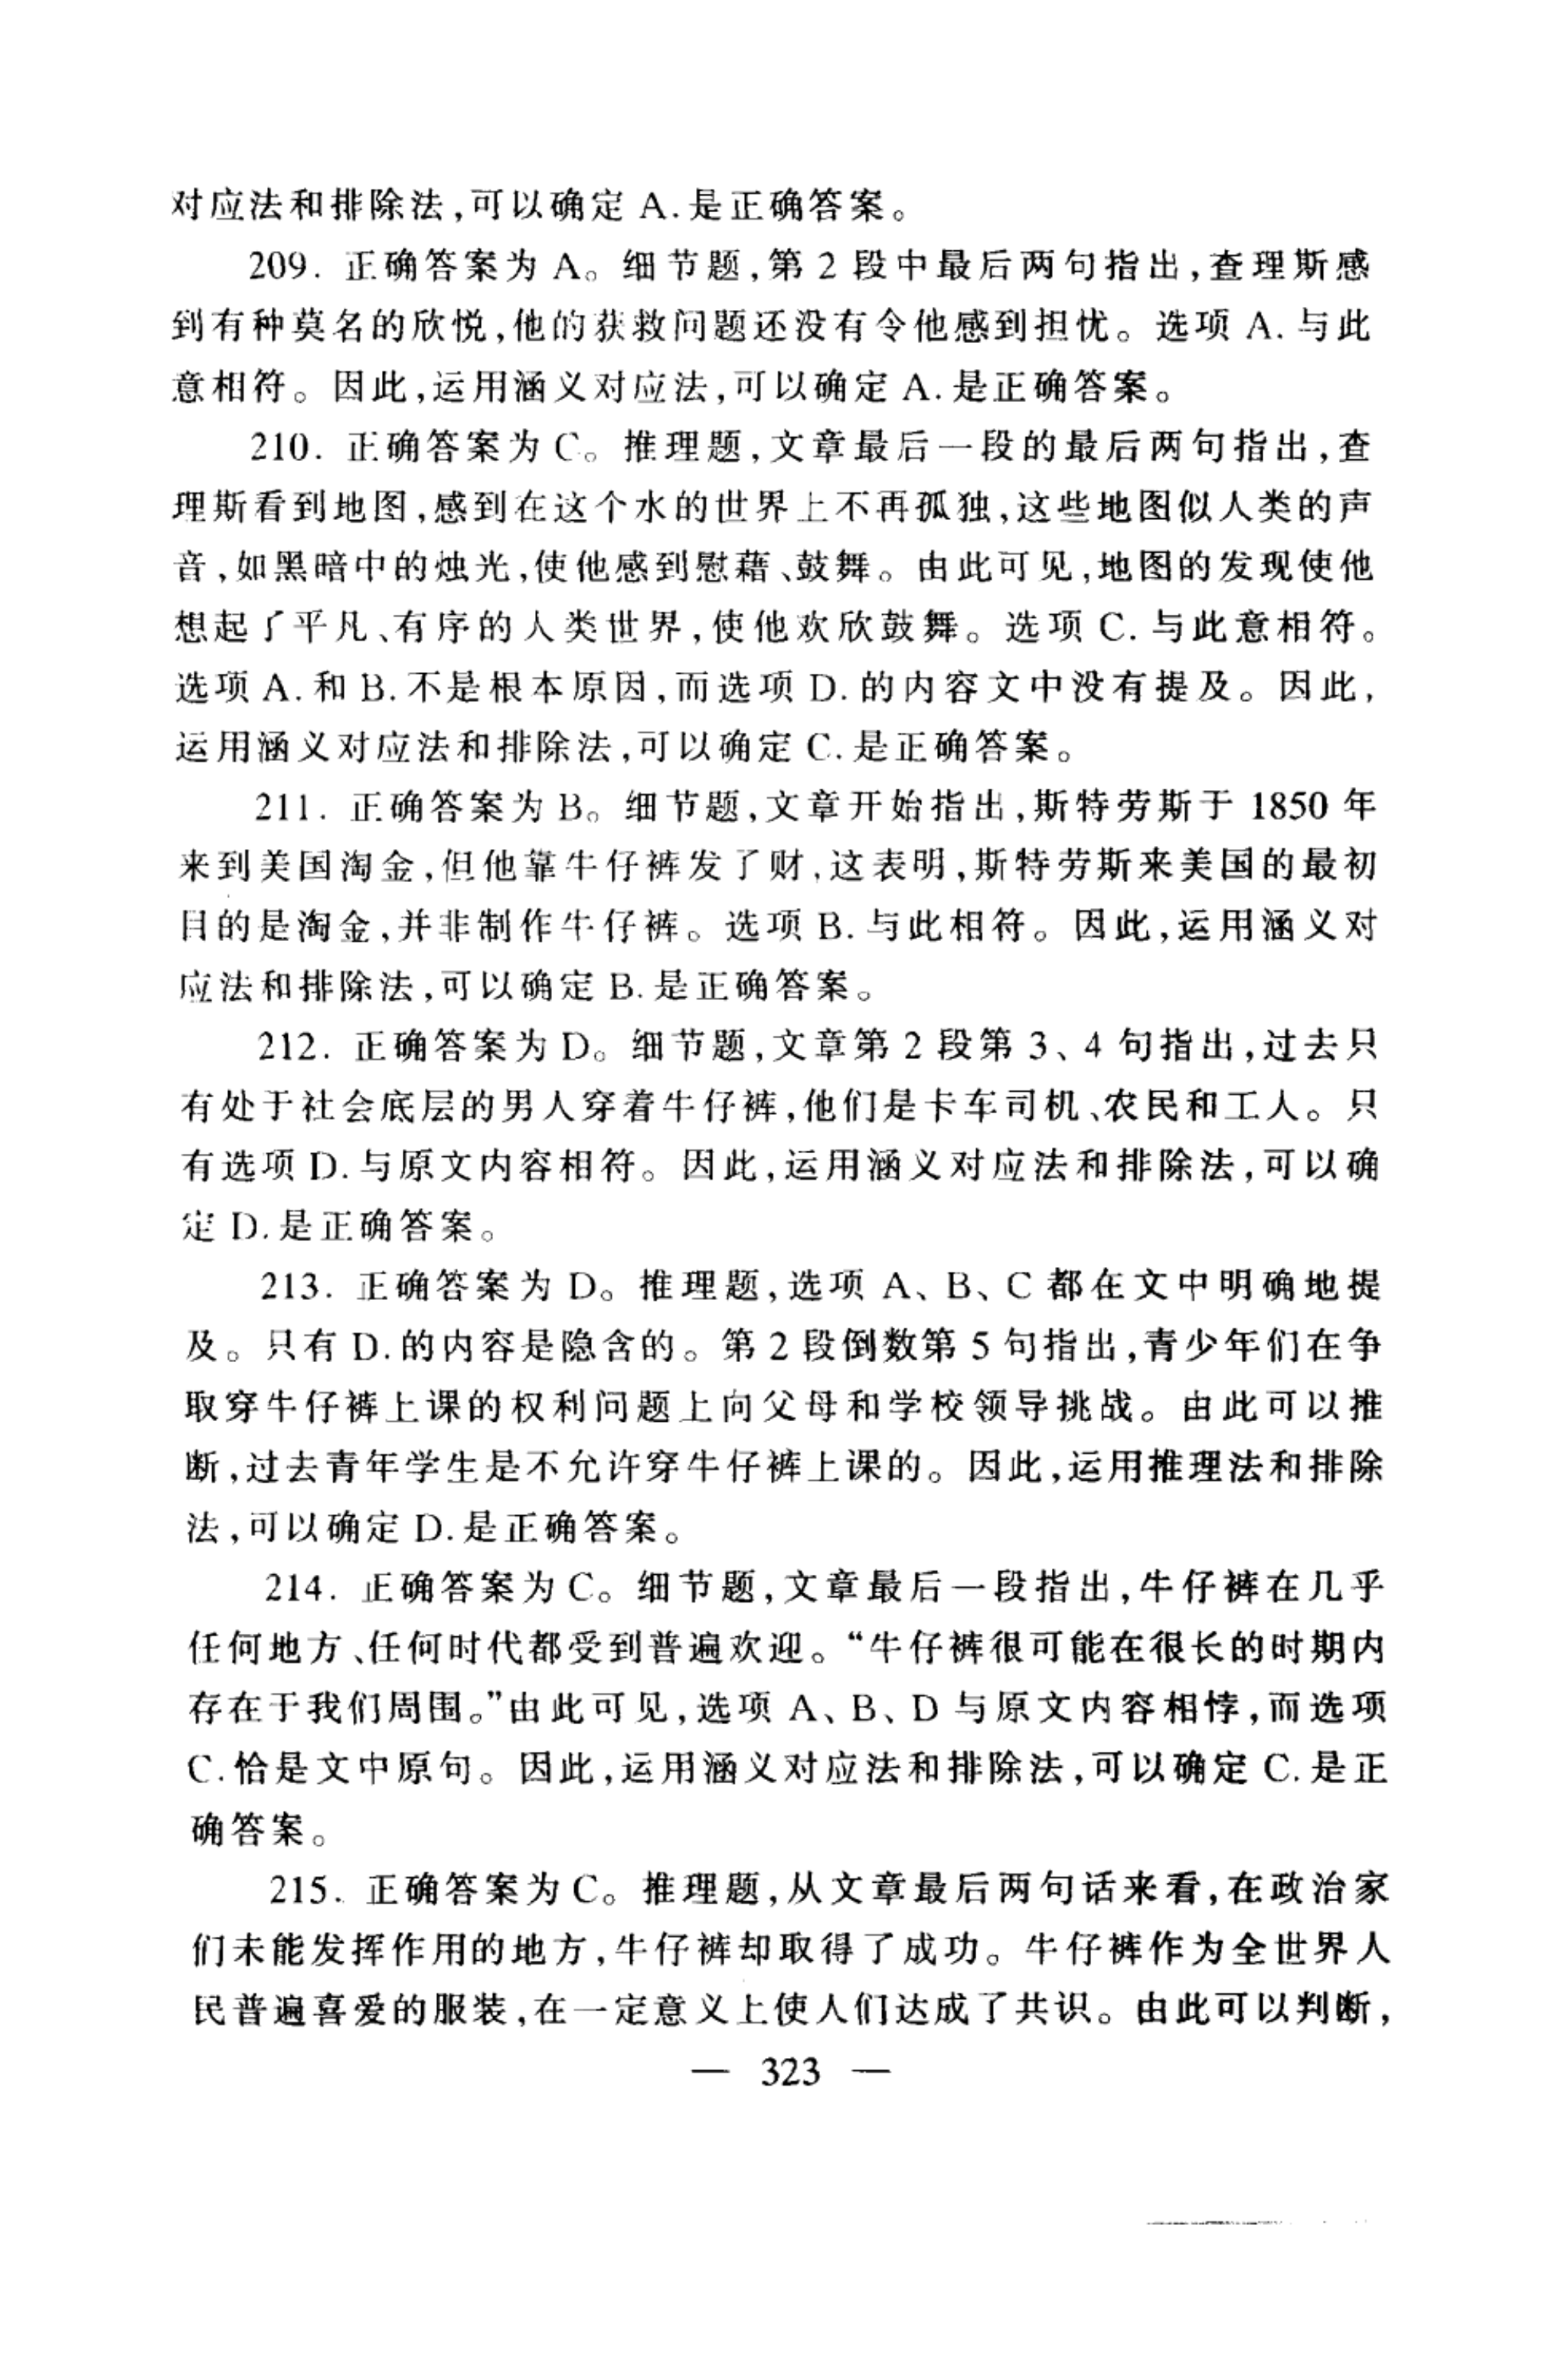 对应法和排除法,可以确定 A.是正确答案。
209. 正确答案为 A。细节题,第 2 段中最后两句指出,查理斯感
到有种莫名的欣悦,他的获救问题还没有令他感到担忧。选项 A.与此
意相符。因此,运用涵义对应法,可以确定 A.是正确答案。
210. 正确答案为 C。推理题,文章最后一段的最后两句指出,查
理斯看到地图,感到在这个水的世界上不再孤独,这些地图似人类的声
音,如黑暗中的烛光,使他感到慰藉、鼓舞。由此可见,地图的发现使他
想起了平凡、有序的人类世界,使他欢欣鼓舞。选项 C.与此意相符。
选项 A.和 B.不是根本原因,而选项 D.的内容文中没有提及。因此,
运用涵义对应法和排除法,可以确定 C.是正确答案。
211. 正确答案为 B。细节题,文章开始指出,斯特劳斯于 1850 年
来到美国淘金,但他靠牛仔裤发了财,这表明,斯特劳斯来美国的最初
目的是淘金,并非制作牛仔裤。选项 B.与此相符。因此,运用涵义对
应法和排除法,可以确定 B.是正确答案。
212. 正确答案为 D。细节题,文章第 2 段第 3、4 句指出,过去只
有处于社会底层的男人穿着牛仔裤,他们是卡车司机、农民和工人。只
有选项 D.与原文内容相符。因此,运用涵义对应法和排除法,可以确
定 D.是正确答案。
213. 正确答案为 D。推理题,选项 A、B、C 都在文中明确地提
及。只有 D.的内容是隐含的。第 2 段倒数第 5 句指出,青少年们在争
取穿牛仔裤上课的权利问题上向父母和学校领导挑战。由此可以推
断,过去青年学生是不允许穿牛仔裤上课的。因此,运用推理法和排除
法,可以确定 D.是正确答案。
214. 正确答案为 C。细节题,文章最后一段指出,牛仔裤在几乎
任何地方、任何时代都受到普遍欢迎。“牛仔裤很可能在很长的时期内
存在于我们周围。”由此可见,选项 A、B、D 与原文内容相悖,而选项
C.恰是文中原句。因此,运用涵义对应法和排除法,可以确定 C.是正
确答案。
215. 正确答案为 C。推理题,从文章最后两句话来看,在政治家
们未能发挥作用的地方,牛仔裤却取得了成功。牛仔裤作为全世界人
民普遍喜爱的服装,在一定意义上使人们达成了共识。由此可以判断,
— 323 —